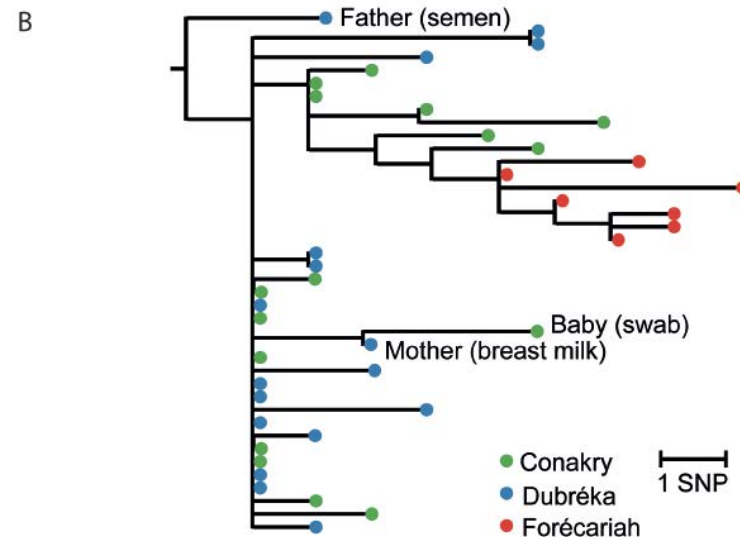 B
Father (semen)
Baby (swab)
Mother (breast milk)
Conakry
Dubréka
Forécariah
1 SNP